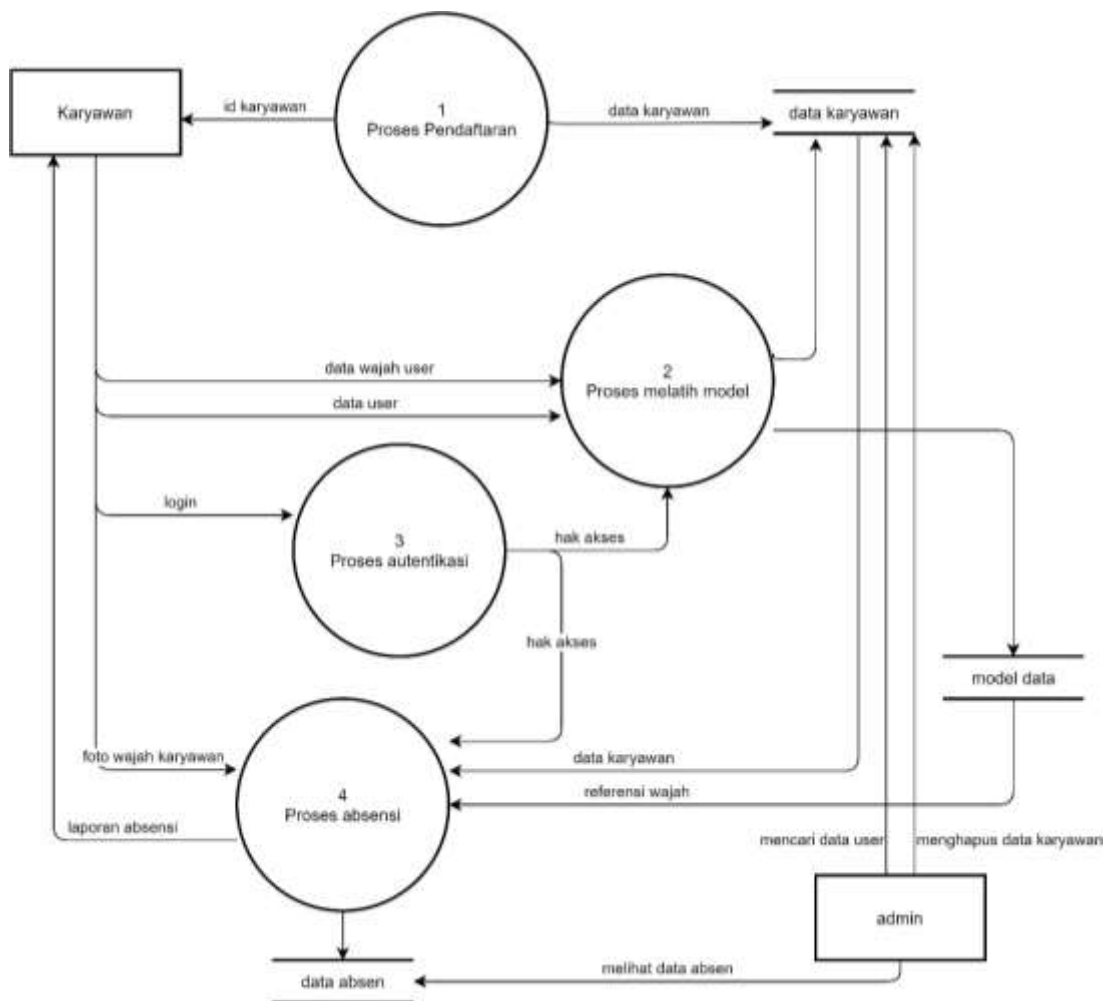 1
Proses Pendaftaran
Karyawan
id karyawan
data karyawan
data karyawan
2
Proses melatih model
data wajah user
data user
login
3
Proses autentikasi
hak akses
hak akses
model data
foto wajah karyawan
data karyawan
4
Proses absensi
referensi wajah
laporan absensi
mencari data user
menghapus data karyawan
admin
melihat data absen
data absen